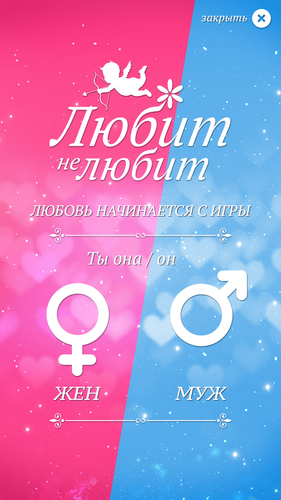 закрыть
Любит
не любит
ЛЮБОВЬ НАЧИНАЕТСЯ С ИГРЫ
Ты она / он
ЖЕН МУЖ